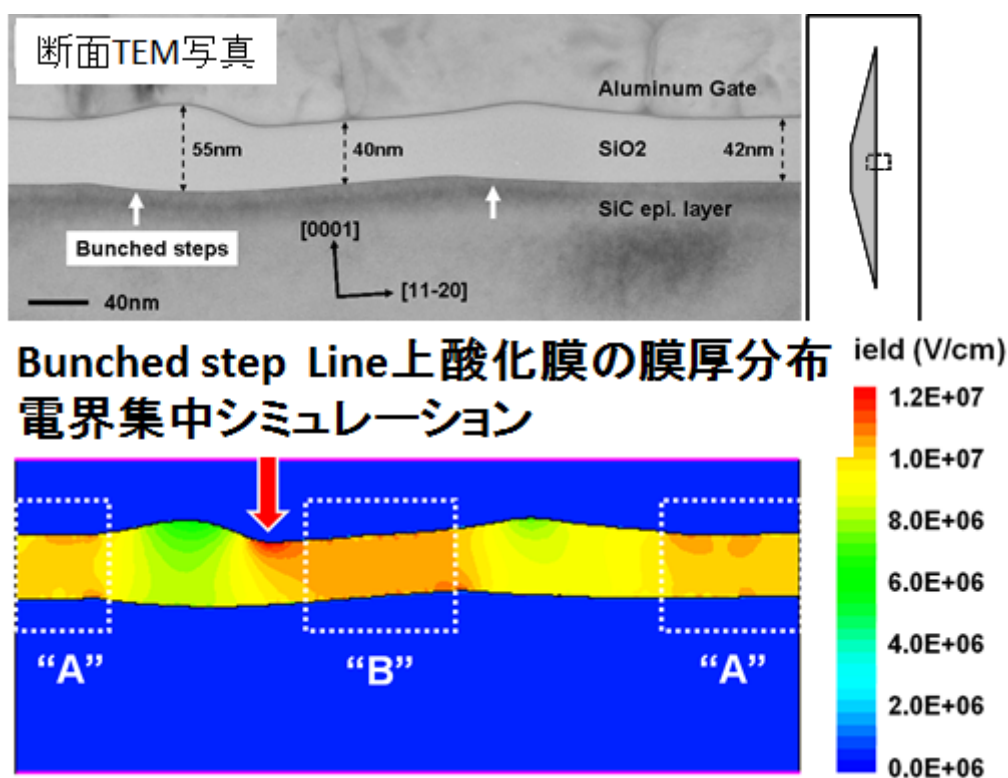 断面TEM写真
Aluminum Gate
55nm
40nm
SiO2
42nm
SiC epi. layer
Bunched steps
[0001]
[11-20]
40nm
Bunched step Line上酸化膜の膜厚分布
電界集中シミュレーション
ield (V/cm)
1.2E+07
1.0E+07
8.0E+06
6.0E+06
4.0E+06
2.0E+06
0.0E+06
“A”
“B”
“A”